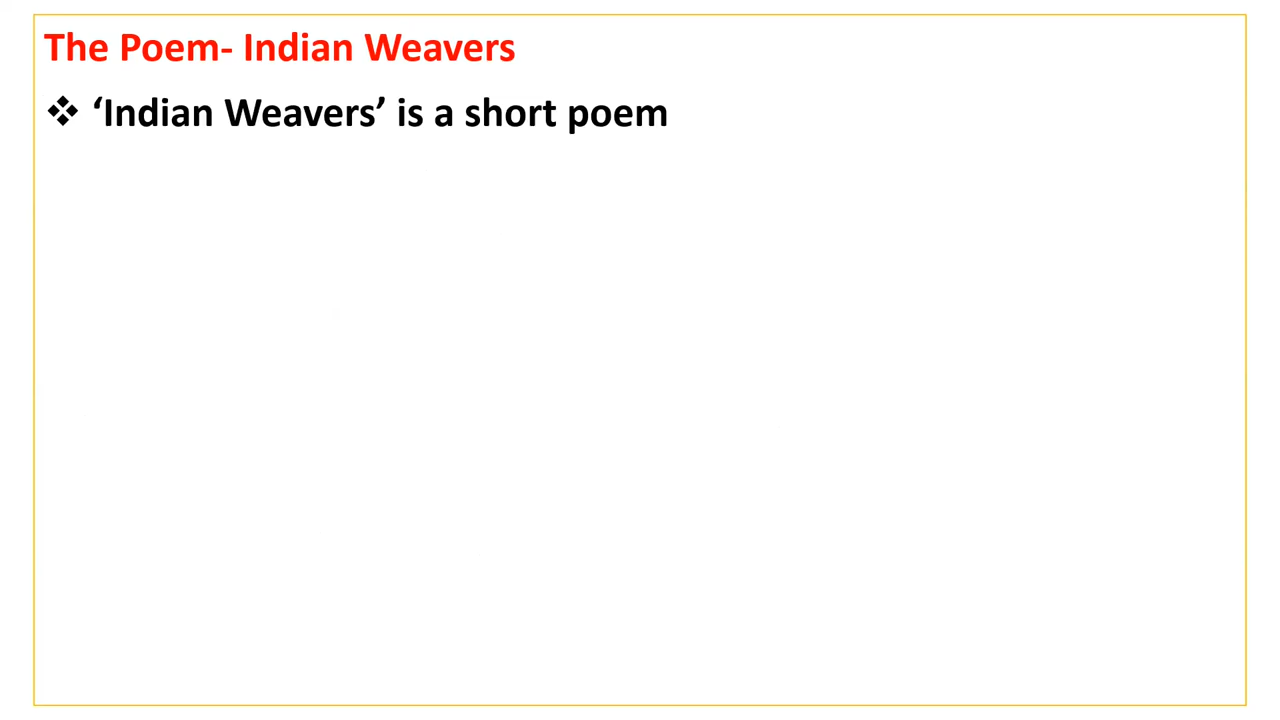 The Poem- Indian Weavers
❖ ‘Indian Weavers’ is a short poem